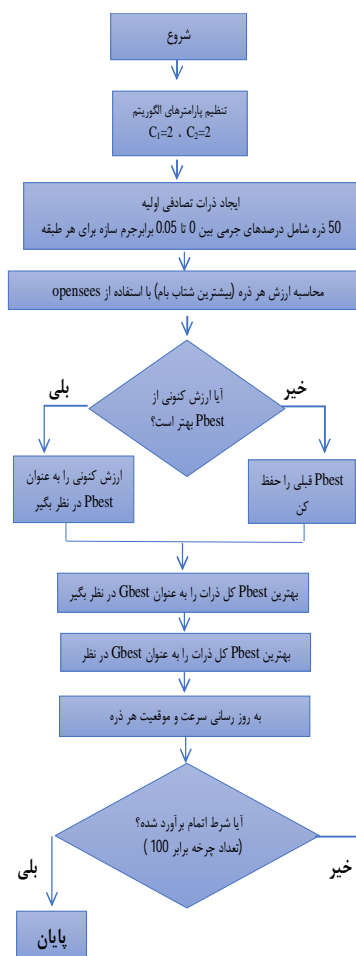 شروع
تنظیم پارامترهای الگوریتم
C₁=2 ، C₂=2
ایجاد ذرات تصادفی اولیه
50 ذره شامل درصدهای جرمی بین 0 تا 0.05 برابرجرم سازه برای هر طبقه
محاسبه ارزش هر ذره (بیشترین شتاب بام) با استفاده از opensees
آیا ارزش کنونی از
Pbest بهتر است؟
خیر
بلی
Pbest قبلی را حفظ
کن
ارزش کنونی را به عنوان
Pbest در نظر بگیر
بهترین Pbest کل ذرات را به عنوان Gbest در نظر بگیر
بهترین Pbest کل ذرات را به عنوان Gbest در نظر
به روز رسانی سرعت و موقعیت هر ذره
آیا شرط اتمام برآورد شده؟
(تعداد چرخه برابر 100 )
خیر
بلی
پایان